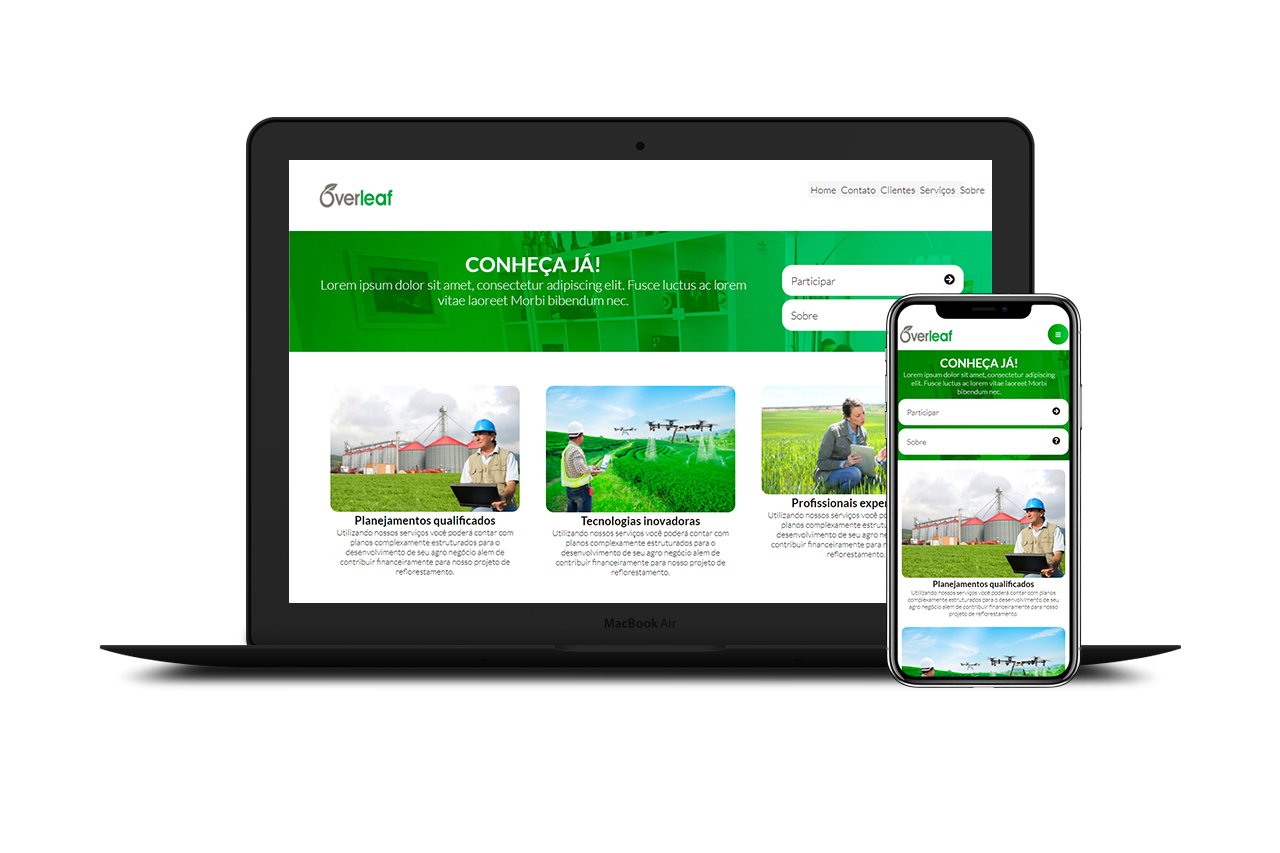 Overleaf
Home Contato Clientes Serviços Sobre
CONHEÇA JÁ!
Lorem ipsum dolor sit amet, consectetur adipiscing elit. Fusce luctus ac lorem
vitae laoreet Morbi bibendum nec.
Participar
Sobre
Planejamentos qualificados
Utilizando nossos serviços você poderá contar com
planos complexamente estruturados para o
desenvolvimento de seu agro negócio alem de
contribuir financeiramente para nosso projeto de
reflorestamento.
Tecnologias inovadoras
Utilizando nossos serviços você poderá contar com
planos complexamente estruturados para o
desenvolvimento de seu agro negócio alem de
contribuir financeiramente para nosso projeto de
reflorestamento.
Profissionais exper
Utilizando nossos serviços você po
planos complexamente estrutu
desenvolvimento de seu agro ne
contribuir financeiramente para no
reflorestamento.
MacBook Air
Overleaf
CONHEÇA JÁ!
Lorem ipsum dolor sit amet, consectetur adipiscing
elit. Fusce luctus ac lorem vitae laoreet Morbi
bibendum nec.
Participar
Sobre
Planejamentos qualificados
Utilizando nossos serviços você poderá contar com planos
complexamente estruturados para o desenvolvimento de seu
agro negócio alem de contribuir financeiramente para nosso
projeto de reflorestamento.